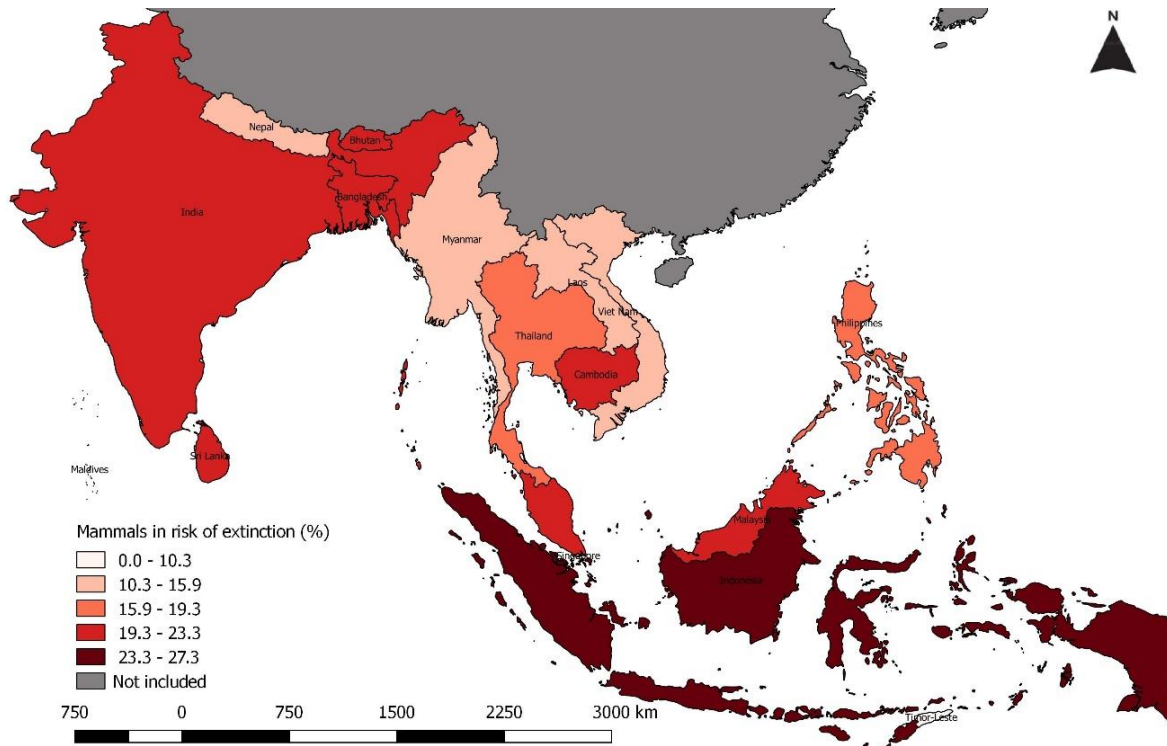 N
Nepal
Bhutan
Bangladesh
India
Myanmar
Laos
Viet Nam
Thailand
Philippines
Cambodia
Sri Lanka
Maldives
Malaysia
Singapore
Indonesia
Timor-Leste
Mammals in risk of extinction (%)
0.0 - 10.3
10.3 - 15.9
15.9 - 19.3
19.3 - 23.3
23.3 - 27.3
Not included
750 0 750 1500 2250 3000 km